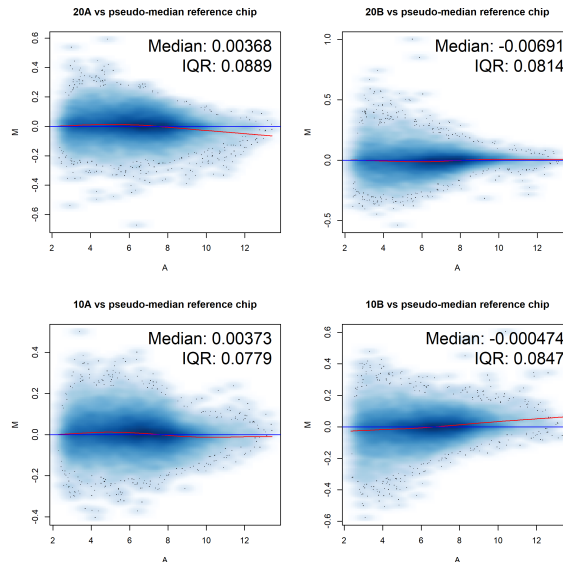 20A vs pseudo-median reference chip
Median: 0.00368
IQR: 0.0889
0.6
0.4
0.2
0.0
-0.2
-0.4
-0.6
M
2 4 6 8 10 12
A
20B vs pseudo-median reference chip
Median: -0.00691
IQR: 0.0814
1.0
0.5
0.0
-0.5
M
2 4 6 8 10 12
A
10A vs pseudo-median reference chip
Median: 0.00373
IQR: 0.0779
0.4
0.2
0.0
-0.2
-0.4
M
2 4 6 8 10 12
A
10B vs pseudo-median reference chip
Median: -0.000474
IQR: 0.0847
0.6
0.4
0.2
0.0
-0.2
-0.4
-0.6
M
2 4 6 8 10 12
A